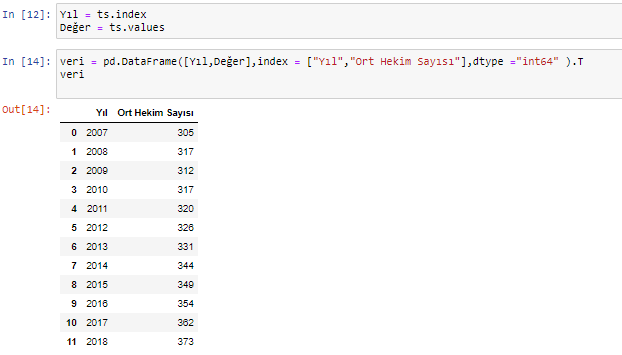 In [12]: Yıl = ts.index
Değer = ts.values
In [14]: veri = pd.DataFrame([Yıl,Değer],index = ["Yıl","Ort Hekim Sayısı"],dtype ="int64" ).T
veri
Out[14]:
Yıl Ort Hekim Sayısı
0 2007 305
1 2008 317
2 2009 312
3 2010 317
4 2011 320
5 2012 326
6 2013 331
7 2014 344
8 2015 349
9 2016 354
10 2017 362
11 2018 373